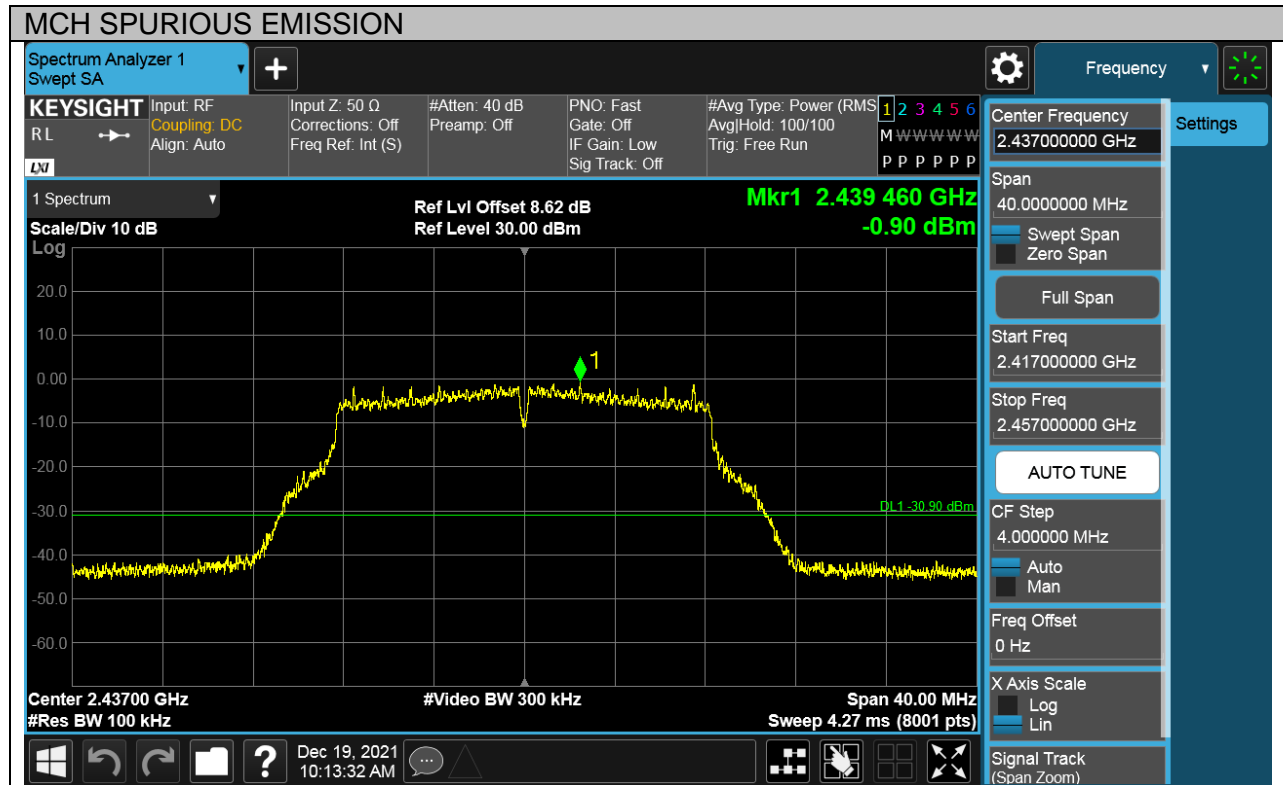 MCH SPURIOUS EMISSION
Spectrum Analyzer 1
Swept SA
Frequency
KEYSIGHT
R L
LXI
Input: RF
Coupling: DC
Align: Auto
Input Z: 50 Ω
Corrections: Off
Freq Ref: Int (S)
#Atten: 40 dB
Preamp: Off
PNO: Fast
Gate: Off
IF Gain: Low
Sig Track: Off
#Avg Type: Power (RMS
Avg|Hold: 100/100
Trig: Free Run
1 2 3 4 5 6
M W W W W W
P P P P P P
1 Spectrum
Scale/Div 10 dB
Log
Ref Lvl Offset 8.62 dB
Ref Level 30.00 dBm
Mkr1 2.439 460 GHz
-0.90 dBm
20.0
10.0
0.00
-10.0
-20.0
-30.0
-40.0
-50.0
-60.0
1
DL1 -30.90 dBm
Center 2.43700 GHz
#Res BW 100 kHz
#Video BW 300 kHz
Span 40.00 MHz
Sweep 4.27 ms (8001 pts)
Center Frequency
2.437000000 GHz
Settings
Span
40.0000000 MHz
Swept Span
Zero Span
Full Span
Start Freq
2.417000000 GHz
Stop Freq
2.457000000 GHz
AUTO TUNE
CF Step
4.000000 MHz
Auto
Man
Freq Offset
0 Hz
X Axis Scale
Log
Lin
Signal Track
(Span Zoom)
?
Dec 19, 2021
10:13:32 AM